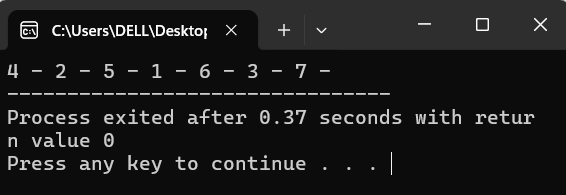 C:\Users\DELL\Desktop
4 - 2 - 5 - 1 - 6 - 3 - 7 -
--------------------------------
Process exited after 0.37 seconds with retur
n value 0
Press any key to continue . . .